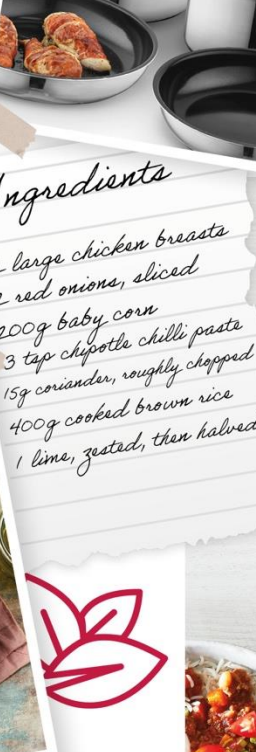 Ingredients
large chicken breasts
red onions, sliced
200g baby corn
3 tsp chipotle chilli paste
15g coriander, roughly chopped
400g cooked brown rice
1 lime, zested, then halved